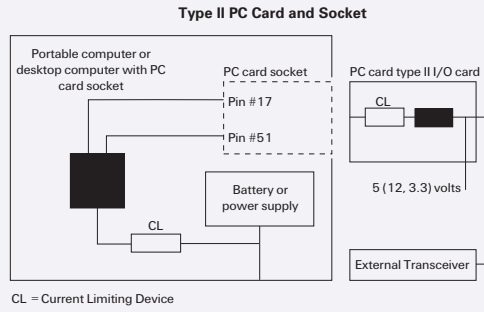 Type II PC Card and Socket
Portable computer or
desktop computer with PC
card socket
PC card socket
PC card type II I/O card
Pin #17
Pin #51
CL
Battery or
power supply
CL
5 (12, 3.3) volts
External Transceiver
CL = Current Limiting Device